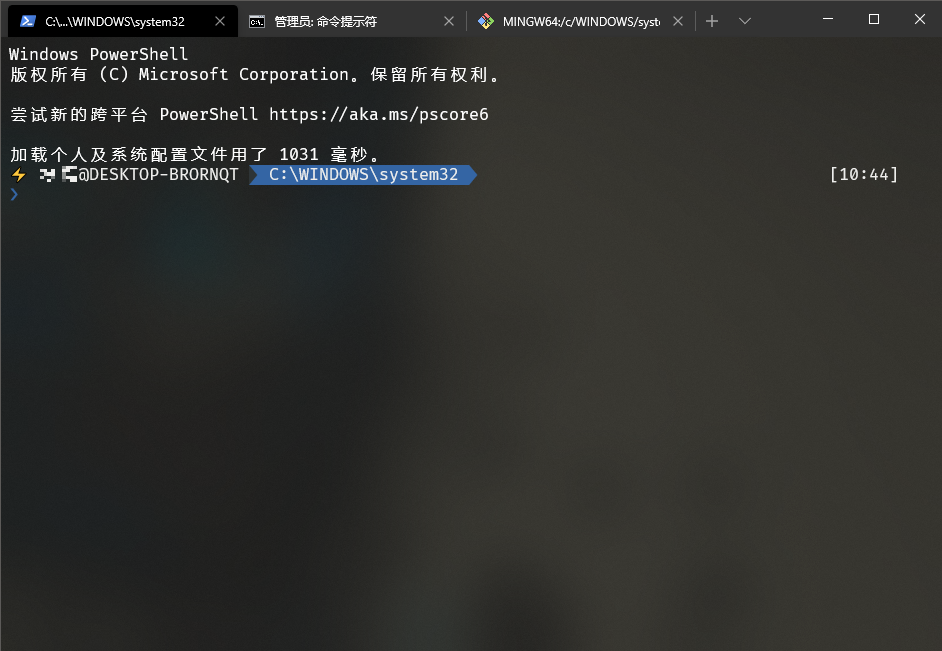 C:\...\WINDOWS\system32
管理员: 命令提示符
MINGW64:/c/WINDOWS/syst
Windows PowerShell
版权所有 (C) Microsoft Corporation。保留所有权利。
尝试新的跨平台 PowerShell https://aka.ms/pscore6
加载个人及系统配置文件用了 1031 毫秒。
@DESKTOP-BRORNQT C:\WINDOWS\system32 [10:44]
❯